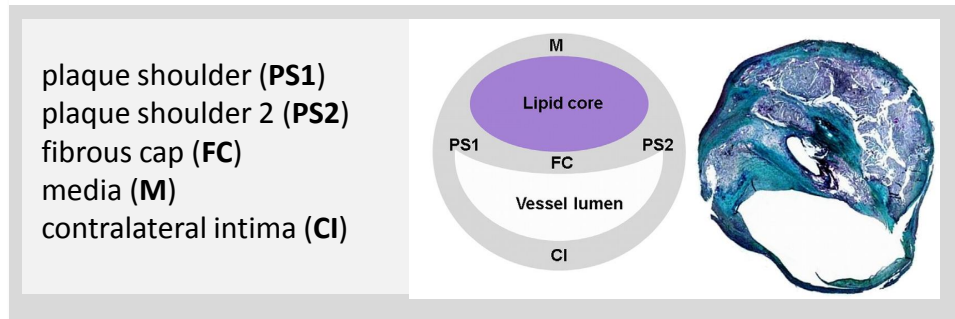 plaque shoulder (PS1)
plaque shoulder 2 (PS2)
fibrous cap (FC)
media (M)
contralateral intima (CI)
M
Lipid core
PS1
PS2
FC
Vessel lumen
CI